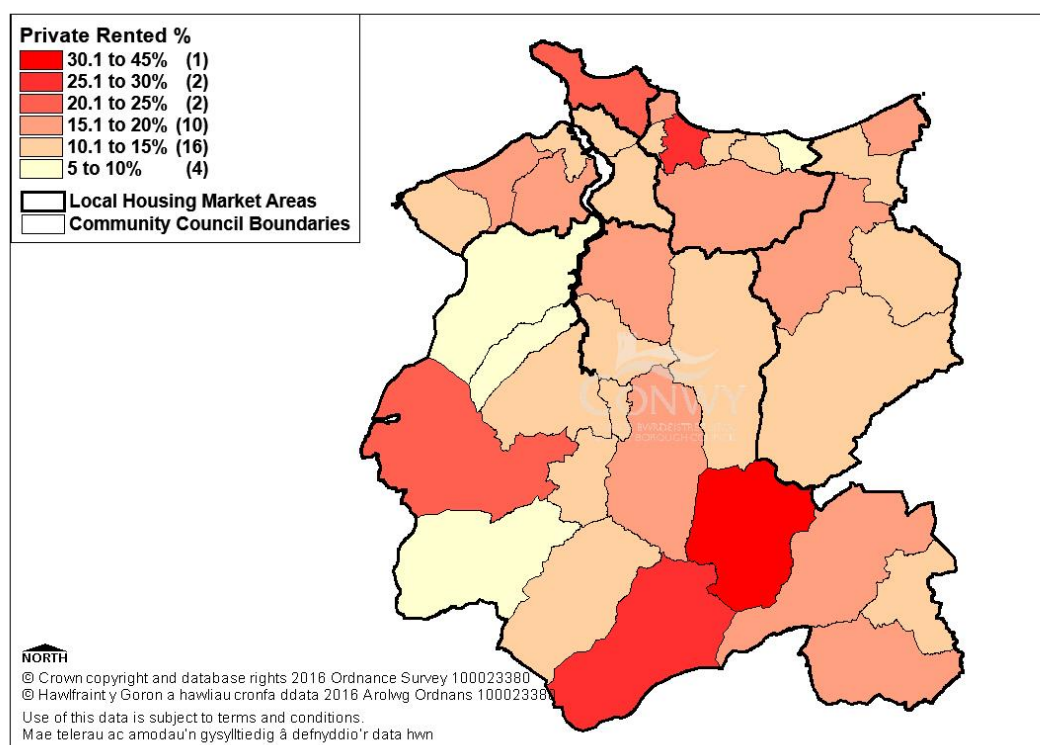 Private Rented %
30.1 to 45% (1)
25.1 to 30% (2)
20.1 to 25% (2)
15.1 to 20% (10)
10.1 to 15% (16)
5 to 10% (4)
Local Housing Market Areas
Community Council Boundaries
CONWY
BWRDEISTREF
BOROUGH COUNCIL
NORTH
© Crown copyright and database rights 2016 Ordnance Survey 100023380
© Hawlfraint y Goron a hawliau cronfa ddata 2016 Arolwg Ordnans 100023380
Use of this data is subject to terms and conditions.
Mae telerau ac amodau'n gysylltiedig â defnyddio'r data hwn